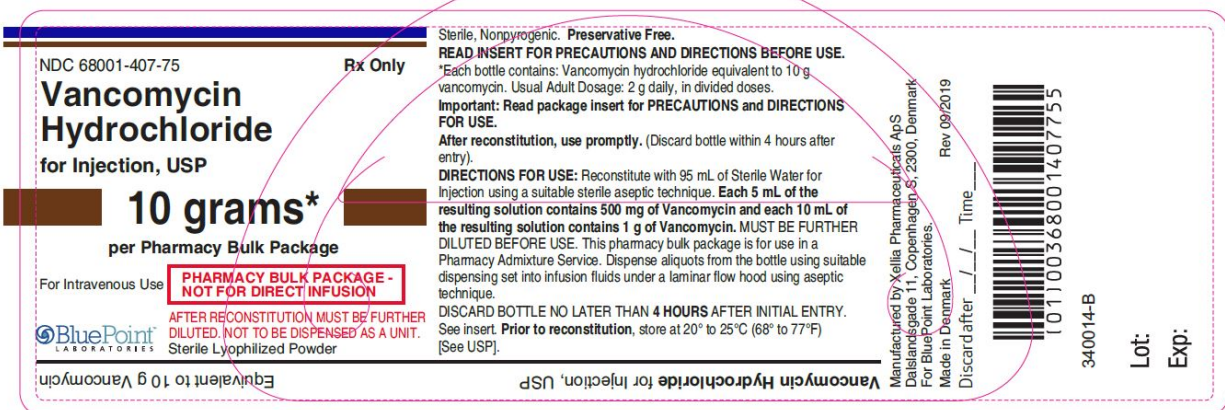 NDC 68001-407-75 Rx Only
Vancomycin
Hydrochloride
for Injection, USP
10 grams*
per Pharmacy Bulk Package
For Intravenous Use
PHARMACY BULK PACKAGE -
NOT FOR DIRECT INFUSION
AFTER RECONSTITUTION MUST BE FURTHER
DILUTED. NOT TO BE DISPENSED AS A UNIT.
Sterile Lyophilized Powder
BluePoint
LABORATORIES
Sterile, Nonpyrogenic. Preservative Free.
READ INSERT FOR PRECAUTIONS AND DIRECTIONS BEFORE USE.
*Each bottle contains: Vancomycin hydrochloride equivalent to 10 g
vancomycin. Usual Adult Dosage: 2 g daily, in divided doses.
Important: Read package insert for PRECAUTIONS and DIRECTIONS
FOR USE.
After reconstitution, use promptly. (Discard bottle within 4 hours after
entry).
DIRECTIONS FOR USE: Reconstitute with 95 mL of Sterile Water for
Injection using a suitable sterile aseptic technique. Each 5 mL of the
resulting solution contains 500 mg of Vancomycin and each 10 mL of
the resulting solution contains 1 g of Vancomycin. MUST BE FURTHER
DILUTED BEFORE USE. This pharmacy bulk package is for use in a
Pharmacy Admixture Service. Dispense aliquots from the bottle using suitable
dispensing set into infusion fluids under a laminar flow hood using aseptic
technique.
DISCARD BOTTLE NO LATER THAN 4 HOURS AFTER INITIAL ENTRY.
See insert. Prior to reconstitution, store at 20° to 25°C (68° to 77°F)
[See USP].
Vancomycin Hydrochloride for Injection, USP
Equivalent to 10 g Vancomycin
Manufactured by Xellia Pharmaceuticals ApS
Dalslandsgade 11, Copenhagen S, 2300, Denmark
For BluePoint Laboratories.
Made in Denmark Rev 09/2019
Discard after ___/___/___ Time___
(01)00368001407755
340014-B
Lot:
Exp: